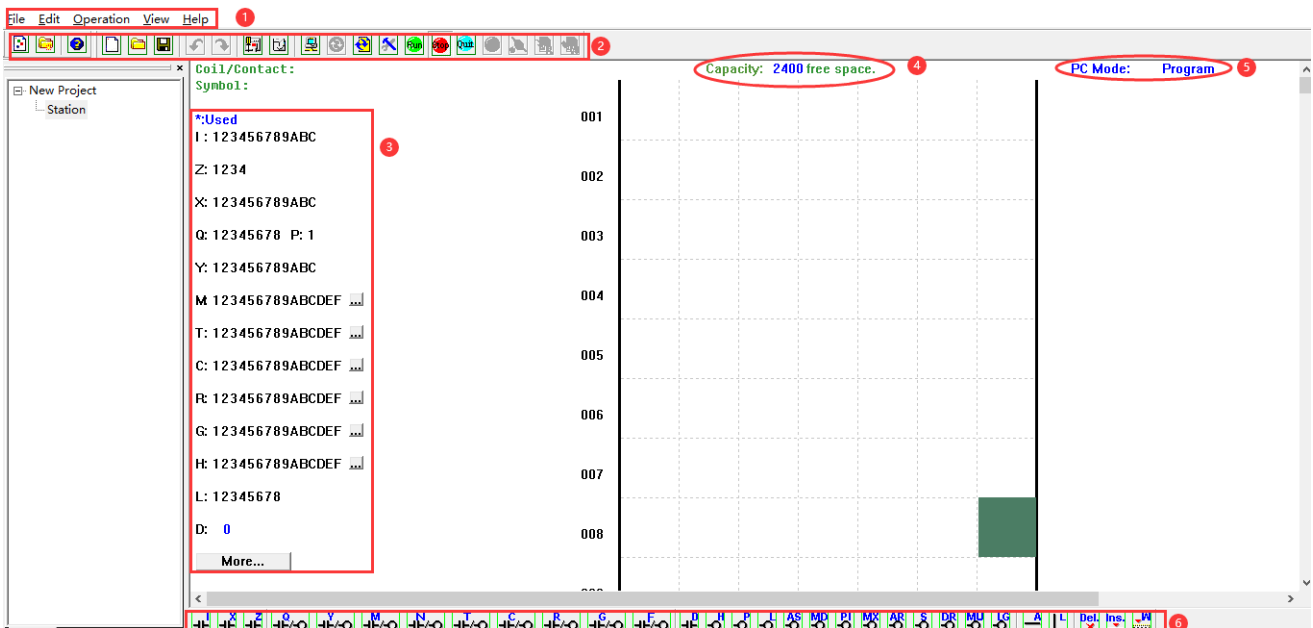 File Edit Operation View Help 1
Run Stop Quit 2
Coil/Contact:
Symbol:
Capacity: 2400 free space. 4
PC Mode: Program 5
New Project
Station
*:Used
I : 123456789ABC
3
Z: 1234
X: 123456789ABC
Q: 12345678 P: 1
Y: 123456789ABC
M: 123456789ABCDEF ...
T: 123456789ABCDEF ...
C: 123456789ABCDEF ...
R: 123456789ABCDEF ...
G: 123456789ABCDEF ...
H: 123456789ABCDEF ...
L: 12345678
D: 0
More...
001
002
003
004
005
006
007
008
I X Z Q Y M N T C R G F D H P L AS MD PI MX AR S DR MU LG A L Del. Ins. W 6